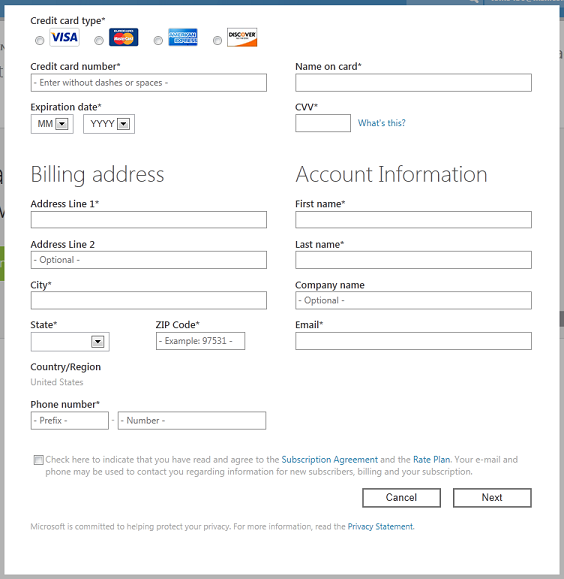 Credit card type*
VISA MasterCard AMERICAN EXPRESS DISCOVER
Credit card number* Name on card*
- Enter without dashes or spaces -
Expiration date* CVV*
MM YYYY What's this?
Billing address Account Information
Address Line 1* First name*
Address Line 2 Last name*
- Optional -
City* Company name
- Optional -
State* ZIP Code* Email*
- Example: 97531 -
Country/Region
United States
Phone number*
- Prefix - - - Number -
Check here to indicate that you have read and agree to the Subscription Agreement and the Rate Plan. Your e-mail and
phone may be used to contact you regarding information for new subscribers, billing and your subscription.
Cancel Next
Microsoft is committed to helping protect your privacy. For more information, read the Privacy Statement.